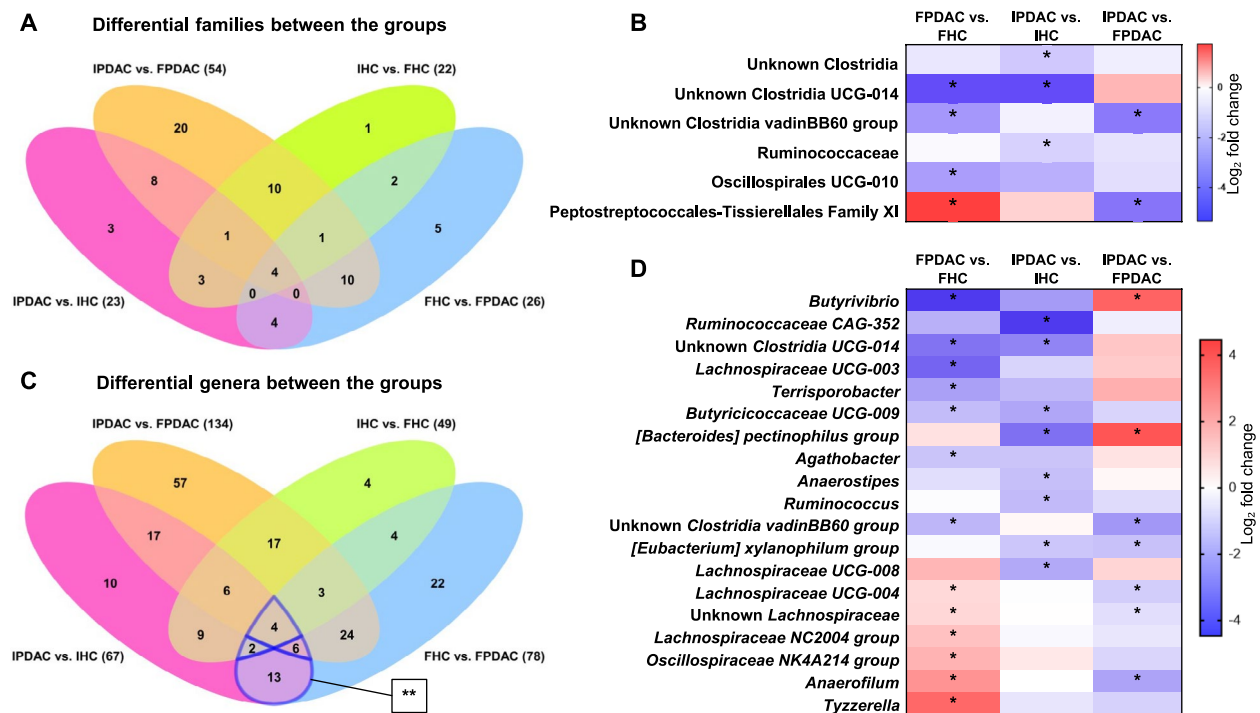 A Differential families between the groups
IPDAC vs. FPDAC (54)
IHC vs. FHC (22)
20
1
8
10
2
3
5
1
1
3
4
10
0
0
IPDAC vs. IHC (23)
FHC vs. FPDAC (26)
4
B
FPDAC vs.
FHC
IPDAC vs.
IHC
IPDAC vs.
FPDAC
Unknown Clostridia *
Unknown Clostridia UCG-014 * *
Unknown Clostridia vadinBB60 group * *
Ruminococcaceae *
Oscillospirales UCG-010 *
Peptostreptococcales-Tissierellales Family XI * *
0
-2
-4
Log2 fold change
C Differential genera between the groups
IPDAC vs. FPDAC (134)
IHC vs. FHC (49)
57
4
17
17
4
10
22
6
3
9
4
24
2
6
IPDAC vs. IHC (67)
FHC vs. FPDAC (78)
13
**
D
FPDAC vs.
FHC
IPDAC vs.
IHC
IPDAC vs.
FPDAC
Butyrivibrio * *
Ruminococcaceae CAG-352 *
Unknown Clostridia UCG-014 * *
Lachnospiraceae UCG-003 *
Terrisporobacter *
Butyricicoccaceae UCG-009 * *
[Bacteroides] pectinophilus group * *
Agathobacter *
Anaerostipes *
Ruminococcus *
Unknown Clostridia vadinBB60 group * *
[Eubacterium] xylanophilum group * *
Lachnospiraceae UCG-008 *
Lachnospiraceae UCG-004 * *
Unknown Lachnospiraceae * *
Lachnospiraceae NC2004 group *
Oscillospiraceae NK4A214 group *
Anaerofilum * *
Tyzzerella *
4
2
0
-2
-4
Log2 fold change